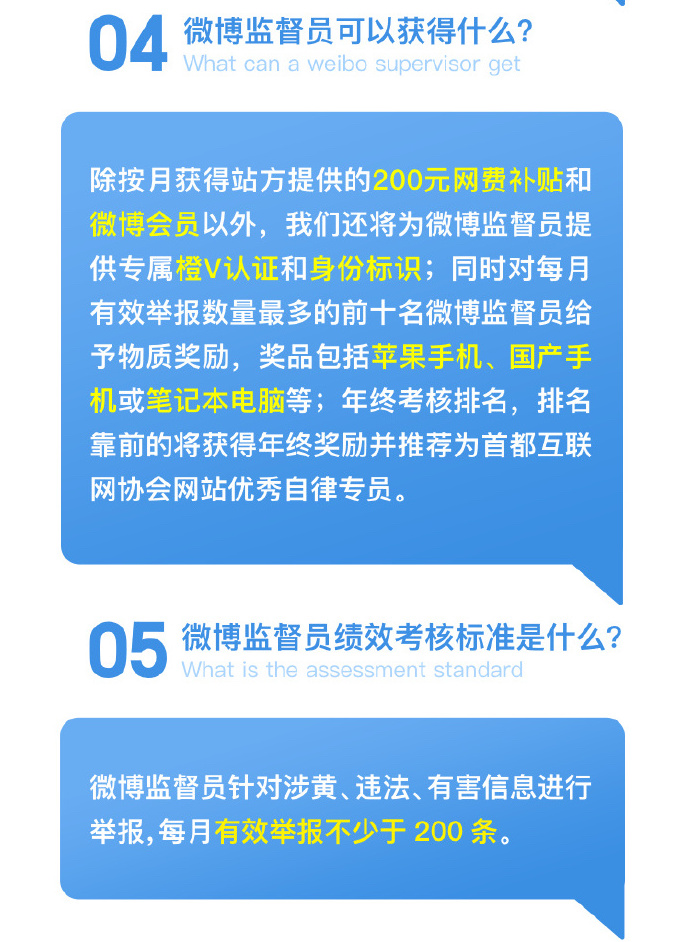 04
微博监督员可以获得什么?
What can a weibo supervisor get
除按月获得站方提供的200元网费补贴和
微博会员以外，我们还将为微博监督员提
供专属橙V认证和身份标识；同时对每月
有效举报数量最多的前十名微博监督员给
予物质奖励，奖品包括苹果手机、国产手
机或笔记本电脑等；年终考核排名，排名
靠前的将获得年终奖励并推荐为首都互联
网协会网站优秀自律专员。
05
微博监督员绩效考核标准是什么?
What is the assessment standard
微博监督员针对涉黄、违法、有害信息进行
举报,每月有效举报不少于 200 条。